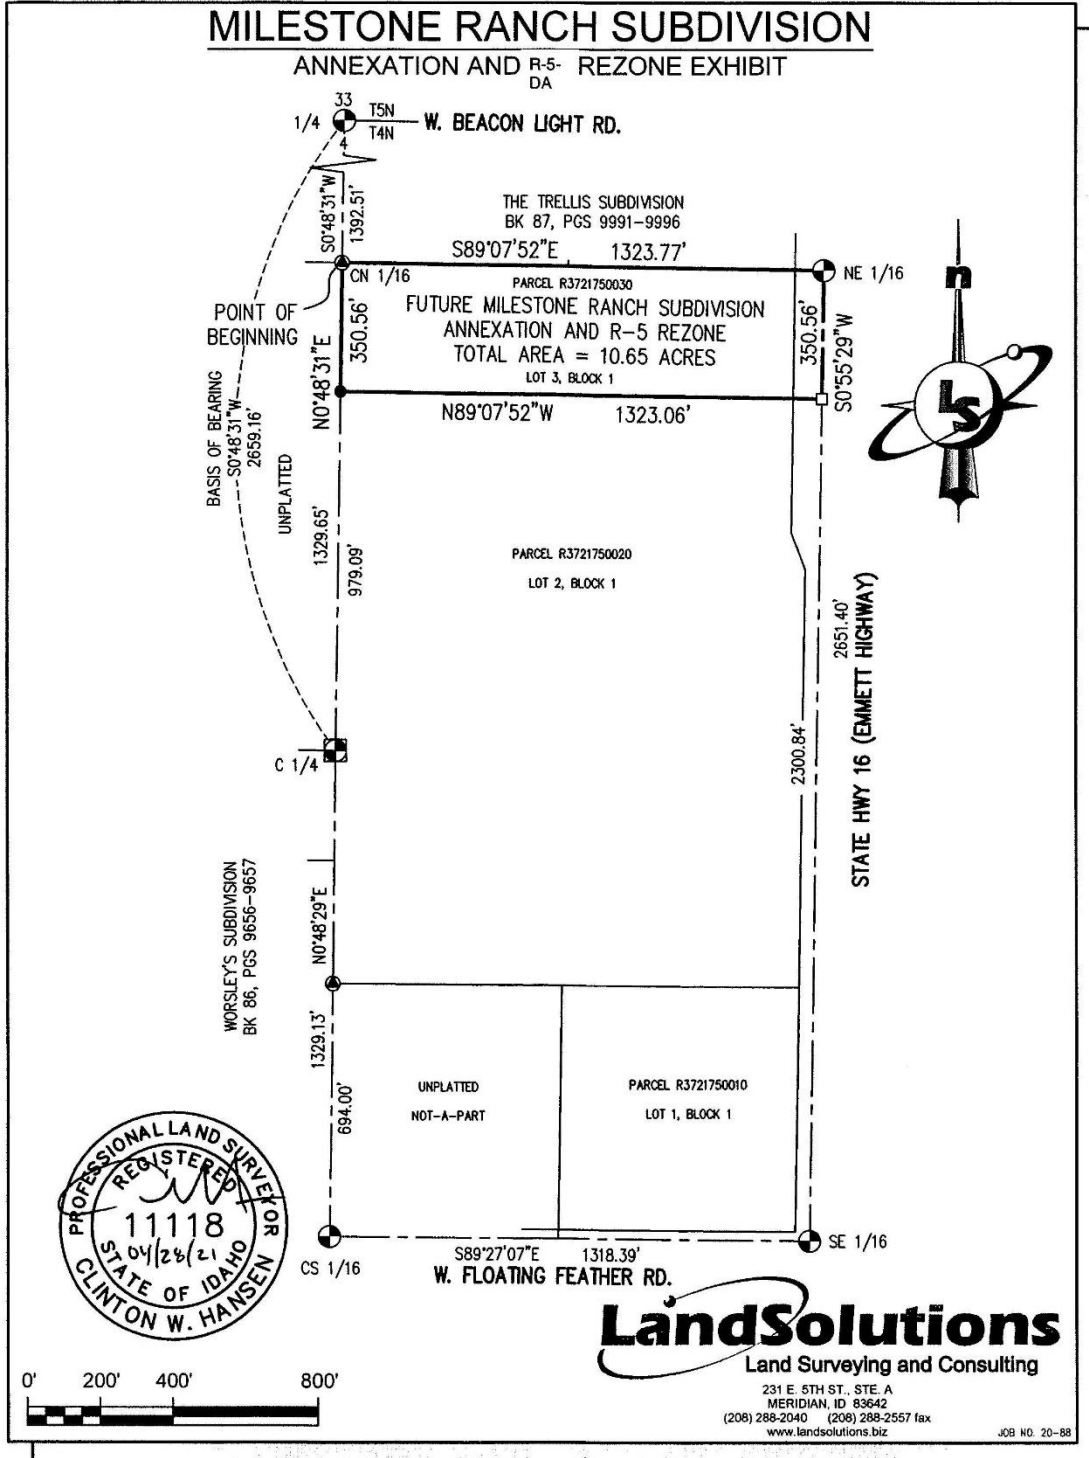 MILESTONE RANCH SUBDIVISION
ANNEXATION AND R-5-DA REZONE EXHIBIT
33
1/4
T5N
T4N
4
W. BEACON LIGHT RD.
S0°48'31"W
1392.51'
THE TRELLIS SUBDIVISION
BK 87, PGS 9991-9996
S89°07'52"E 1323.77'
CN 1/16
NE 1/16
n
POINT OF
BEGINNING
PARCEL R3721750030
FUTURE MILESTONE RANCH SUBDIVISION
ANNEXATION AND R-5 REZONE
TOTAL AREA = 10.65 ACRES
LOT 3, BLOCK 1
N0°48'31"E
350.56'
350.56'
S0°55'29"W
N89°07'52"W 1323.06'
LS
BASIS OF BEARING
S0°48'31"W
2659.16'
UNPLATTED
1329.65'
979.09'
PARCEL R3721750020
LOT 2, BLOCK 1
2651.40'
STATE HWY 16 (EMMETT HIGHWAY)
2300.84'
C 1/4
WORSLEY'S SUBDIVISION
BK 86, PGS 9656-9657
N0°48'29"E
1329.13'
694.00'
UNPLATTED
NOT-A-PART
PARCEL R3721750010
LOT 1, BLOCK 1
PROFESSIONAL LAND SURVEYOR
REGISTERED
11118
04/28/21
STATE OF IDAHO
CLINTON W. HANSEN
CS 1/16
SE 1/16
S89°27'07"E 1318.39'
W. FLOATING FEATHER RD.
LandSolutions
Land Surveying and Consulting
231 E. 5TH ST., STE. A
MERIDIAN, ID 83642
(208) 288-2040 (208) 288-2557 fax
www.landsolutions.biz
JOB NO. 20-88
0' 200' 400' 800'